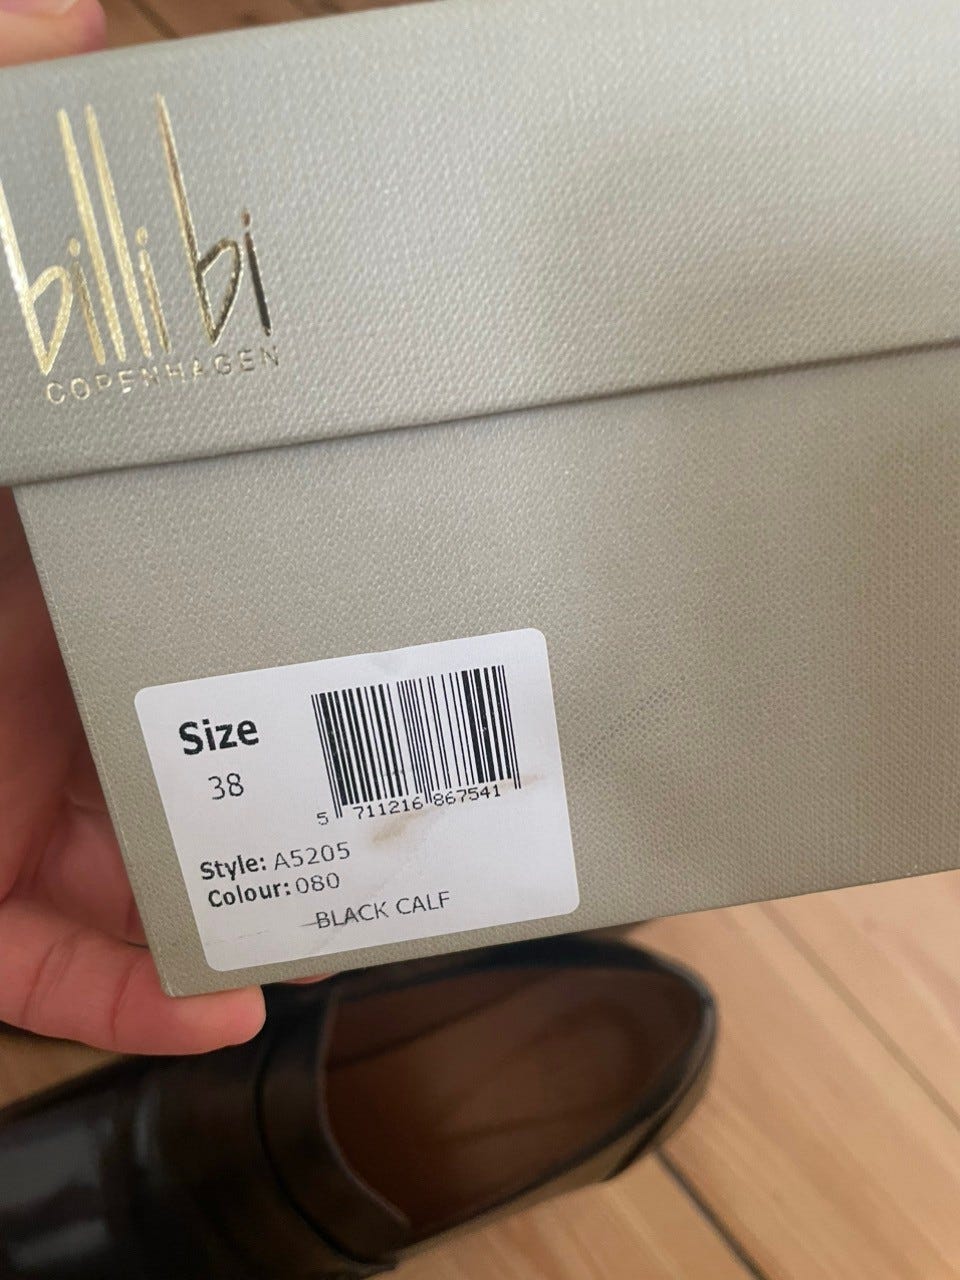 billi bi
COPENHAGEN
Size
38
5 711216 867541
Style: A5205
Colour: 080
BLACK CALF